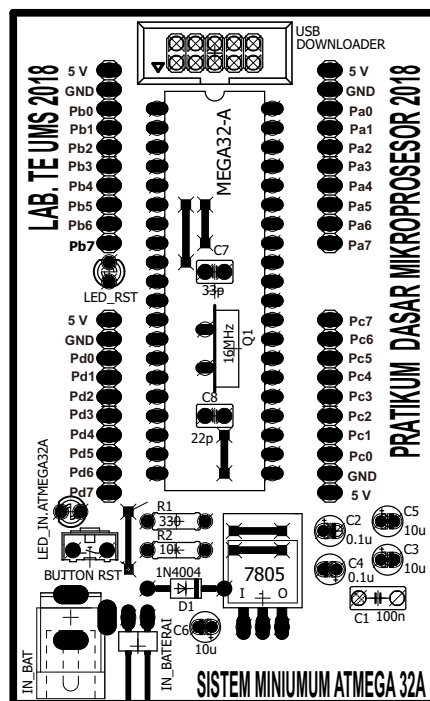 USB
DOWNLOADER
LAB. TE UMS 2018
PRATIKUM DASAR MIKROPROSESOR 2018
5 V
GND
Pb0
Pb1
Pb2
Pb3
Pb4
Pb5
Pb6
Pb7
LED_RST
MEGA32-A
C7
33p
16MHz
Q1
C8
22p
5 V
GND
Pa0
Pa1
Pa2
Pa3
Pa4
Pa5
Pa6
Pa7
5 V
GND
Pd0
Pd1
Pd2
Pd3
Pd4
Pd5
Pd6
Pd7
Pc7
Pc6
Pc5
Pc4
Pc3
Pc2
Pc1
Pc0
GND
5 V
LED_IN.ATMEGA32A
R1
330
R2
10k
BUTTON RST
1N4004
D1
7805
I - O
C2
0.1u
C5
10u
C4
0.1u
C3
10u
C1
100n
C6
10u
IN_BAT
IN_BATERAI
SISTEM MINIUMUM ATMEGA 32A